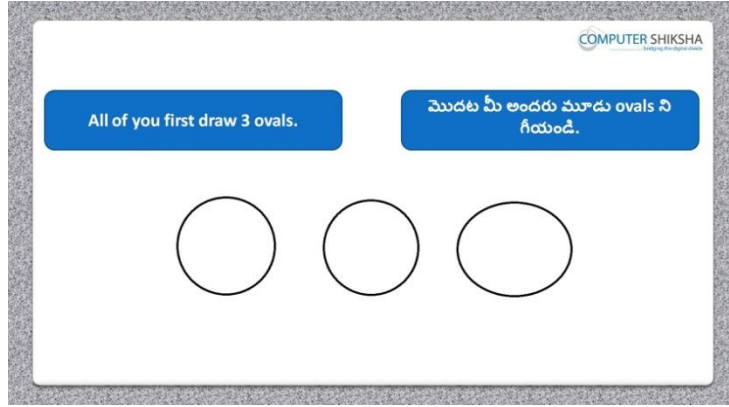 COMPUTER SHIKSHA
bridging the digital divide
All of you first draw 3 ovals.
మొదట మీ అందరు మూడు ovals ని
గీయండి.